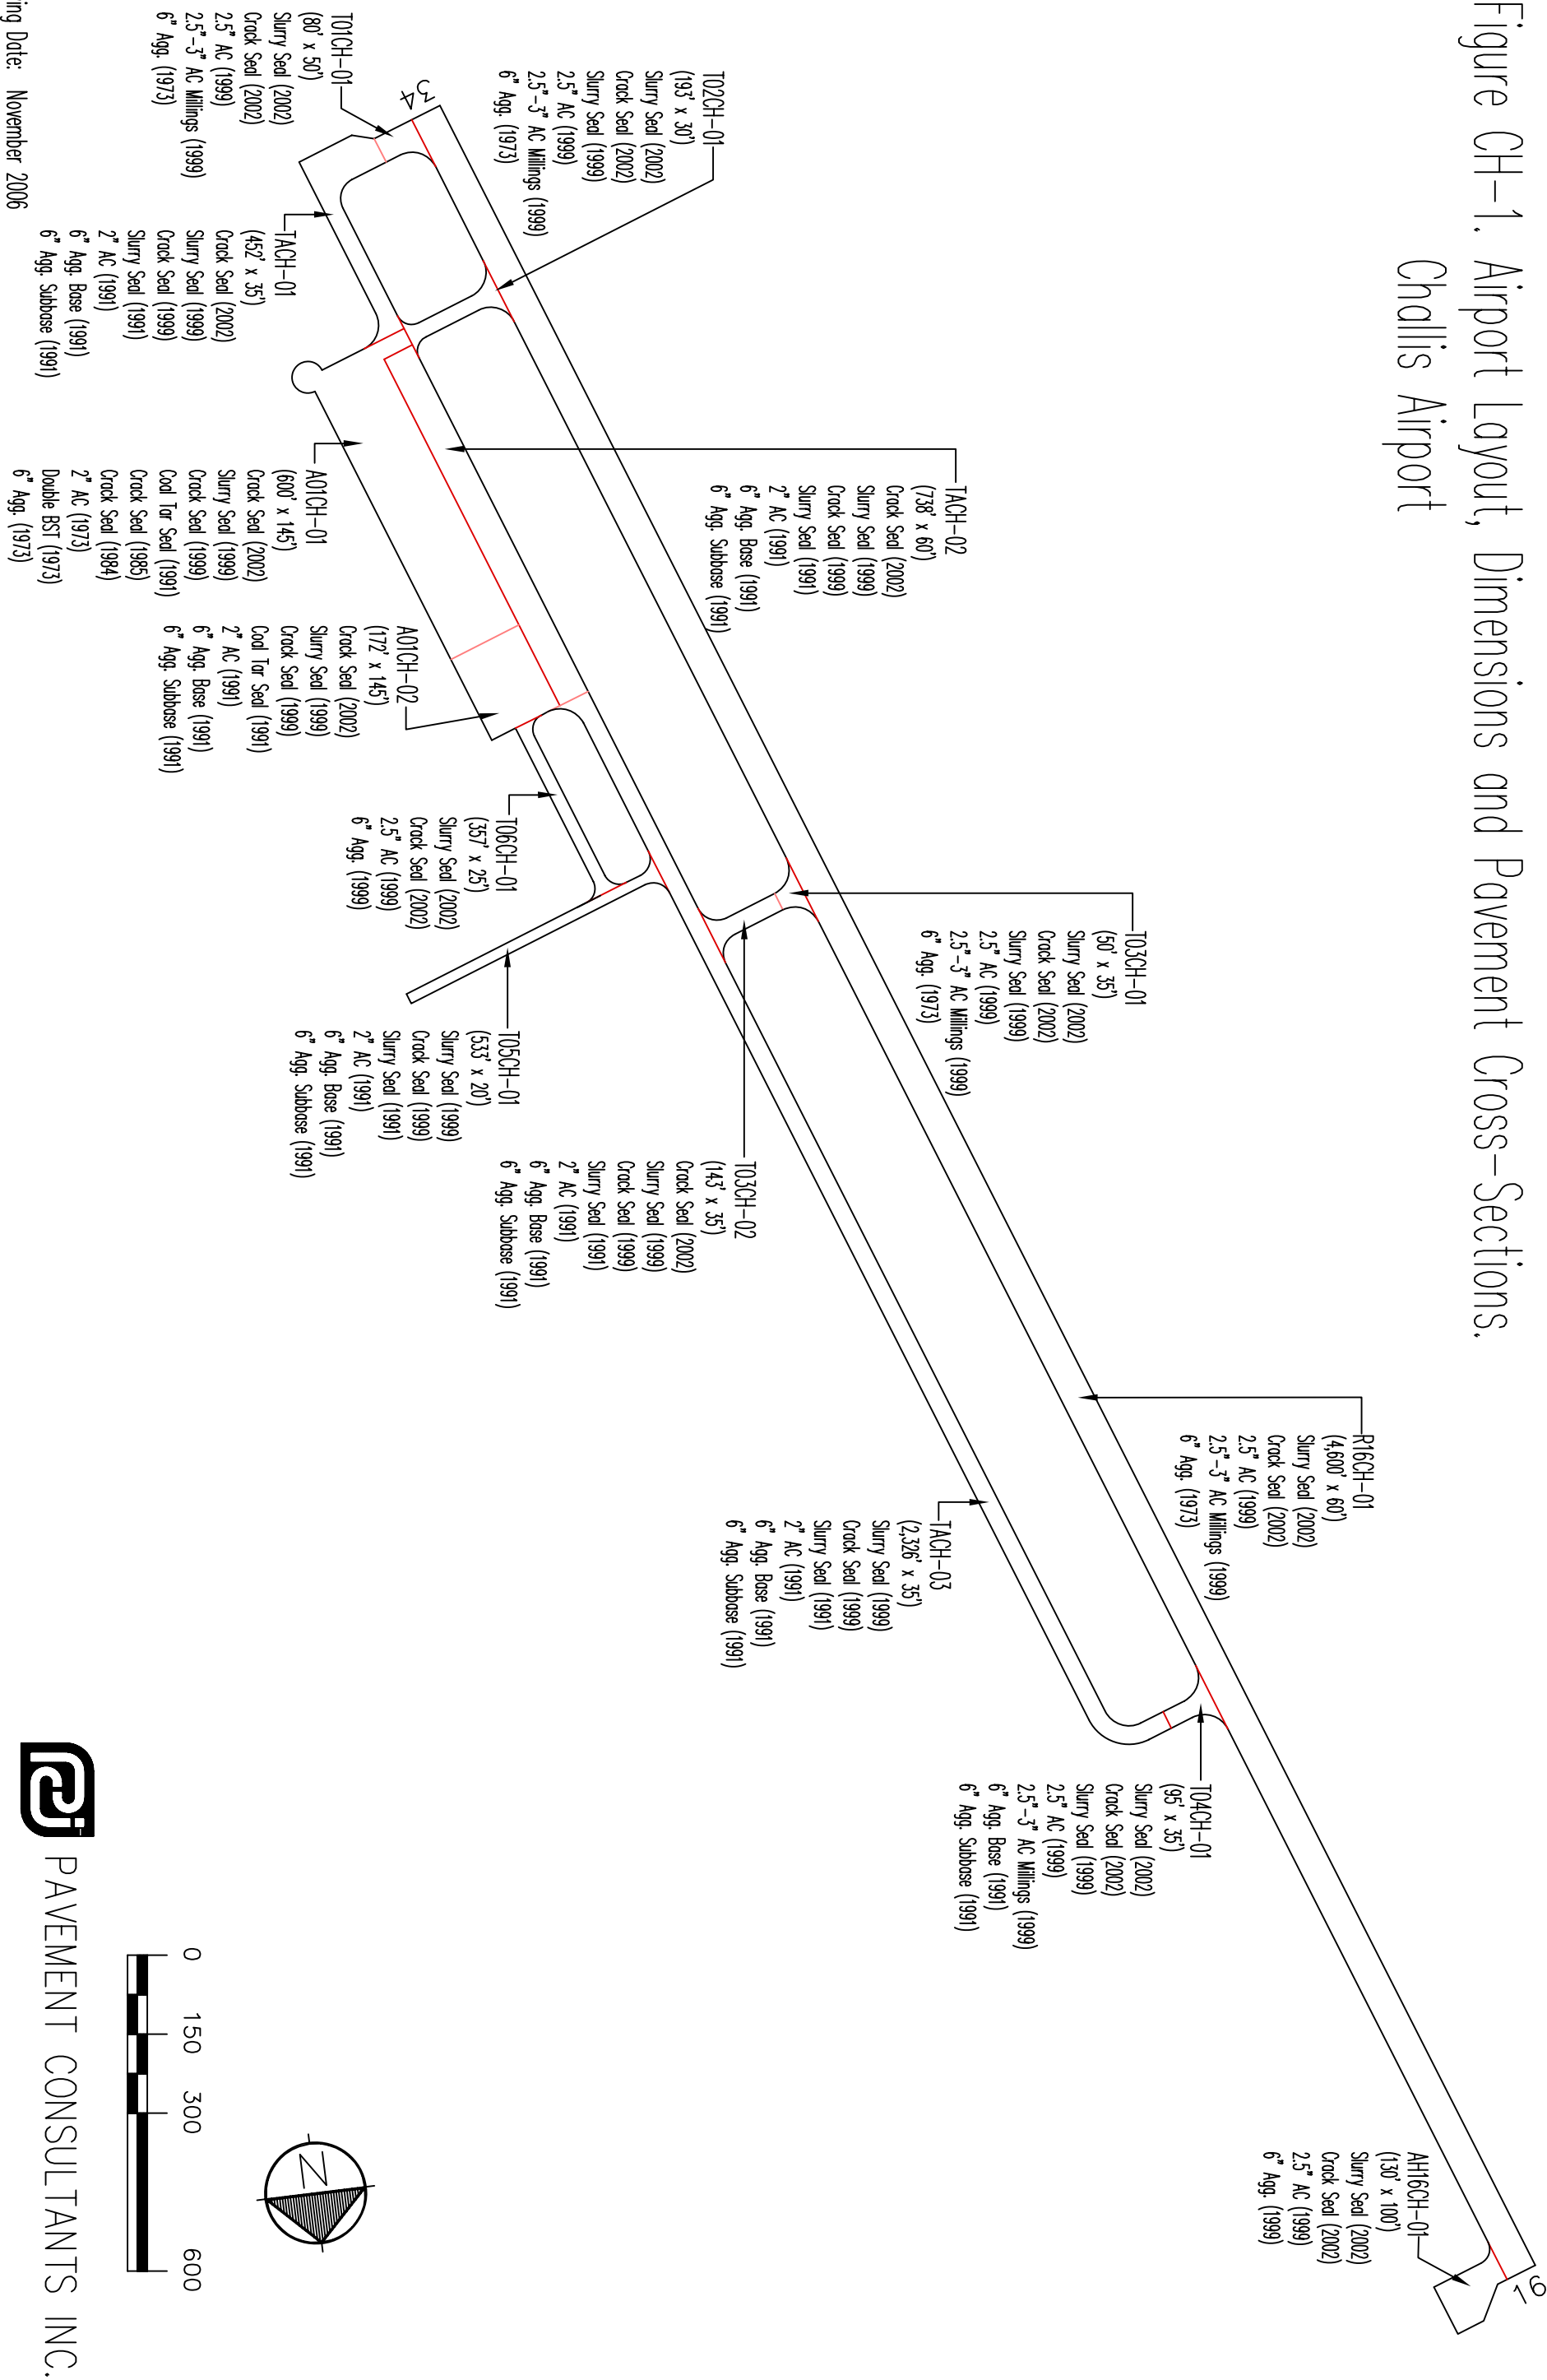 Figure CH-1. Airport Layout, Dimensions and Pavement Cross-Sections.
Challis Airport
T02CH-01
(193' x 30')
Slurry Seal (2002)
Crack Seal (2002)
Slurry Seal (1999)
2.5" AC (1999)
2.5"-3" AC Millings (1999)
6" Agg. (1973)
34
T01CH-01
(80' x 50')
Slurry Seal (2002)
Crack Seal (2002)
2.5" AC (1999)
2.5"-3" AC Millings (1999)
6" Agg. (1973)
TACH-01
(452' x 35')
Crack Seal (2002)
Slurry Seal (1999)
Crack Seal (1999)
Slurry Seal (1991)
2" AC (1991)
6" Agg. Base (1991)
6" Agg. Subbase (1991)
TACH-02
(738' x 60')
Crack Seal (2002)
Slurry Seal (1999)
Crack Seal (1999)
Slurry Seal (1991)
2" AC (1991)
6" Agg. Base (1991)
6" Agg. Subbase (1991)
A01CH-01
(600' x 145')
Crack Seal (2002)
Slurry Seal (1999)
Crack Seal (1999)
Coal Tar Seal (1991)
Crack Seal (1985)
Crack Seal (1984)
2" AC (1973)
Double BST (1973)
6" Agg. (1973)
A01CH-02
(172' x 145')
Crack Seal (2002)
Slurry Seal (1999)
Crack Seal (1999)
Coal Tar Seal (1991)
2" AC (1991)
6" Agg. Base (1991)
6" Agg. Subbase (1991)
T06CH-01
(357' x 25')
Slurry Seal (2002)
Crack Seal (2002)
2.5" AC (1999)
6" Agg. (1999)
T03CH-01
(50' x 35')
Slurry Seal (2002)
Crack Seal (2002)
Slurry Seal (1999)
2.5" AC (1999)
2.5"-3" AC Millings (1999)
6" Agg. (1973)
T05CH-01
(533' x 20')
Slurry Seal (1999)
Crack Seal (1999)
Slurry Seal (1991)
2" AC (1991)
6" Agg. Base (1991)
6" Agg. Subbase (1991)
T03CH-02
(143' x 35')
Crack Seal (2002)
Slurry Seal (1999)
Crack Seal (1999)
Slurry Seal (1991)
2" AC (1991)
6" Agg. Base (1991)
6" Agg. Subbase (1991)
R16CH-01
(4,600' x 60')
Slurry Seal (2002)
Crack Seal (2002)
2.5" AC (1999)
2.5"-3" AC Millings (1999)
6" Agg. (1973)
TACH-03
(2,326' x 35')
Slurry Seal (1999)
Crack Seal (1999)
Slurry Seal (1991)
2" AC (1991)
6" Agg. Base (1991)
6" Agg. Subbase (1991)
T04CH-01
(95' x 35')
Slurry Seal (2002)
Crack Seal (2002)
Slurry Seal (1999)
2.5" AC (1999)
2.5"-3" AC Millings (1999)
6" Agg. Base (1991)
6" Agg. Subbase (1991)
AH16CH-01
(130' x 100')
Slurry Seal (2002)
Crack Seal (2002)
2.5" AC (1999)
6" Agg. (1999)
16
N
0 150 300 600
PAVEMENT CONSULTANTS INC.
ing Date: November 2006